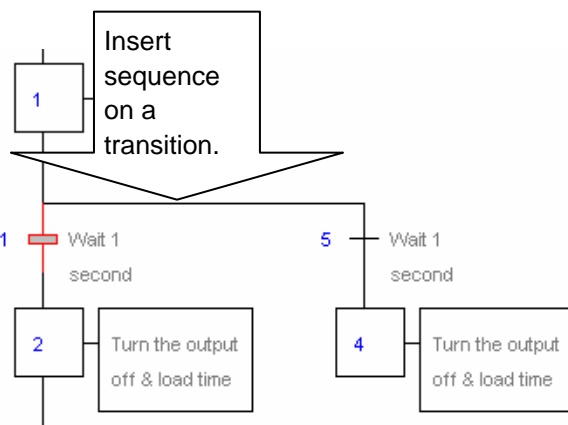 Insert
sequence
on a
transition.
1
1 Wait 1
second
5 Wait 1
second
2 Turn the output
off & load time
4 Turn the output
off & load time